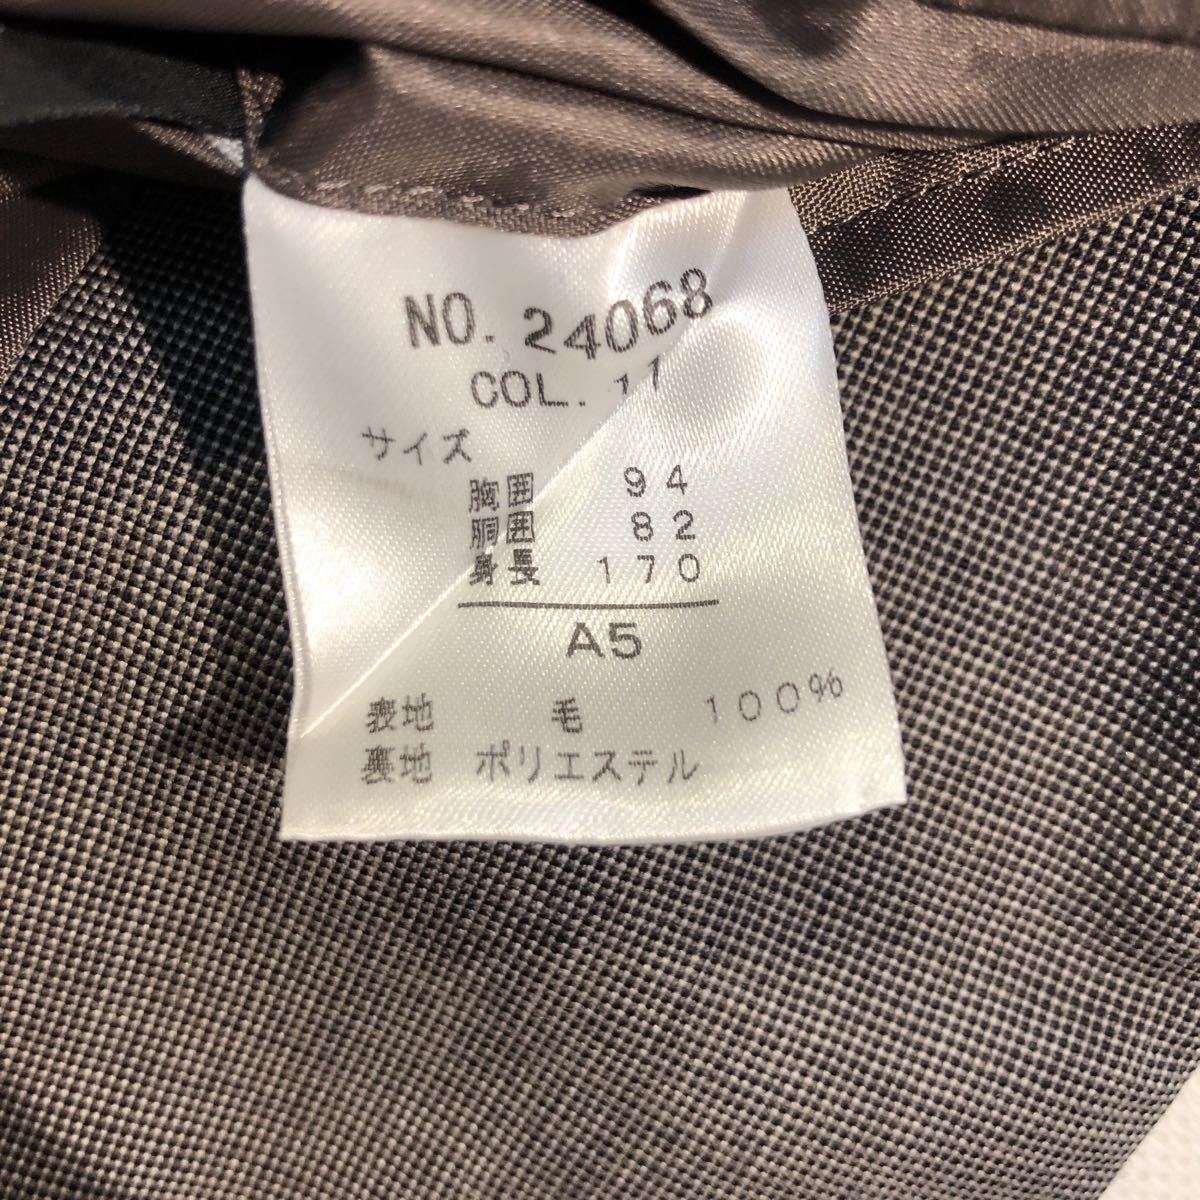 NO. 24068
COL. 11
サイズ
胸囲 94
胴囲 82
身長 170
A5
表地 毛 100%
裏地 ポリエステル